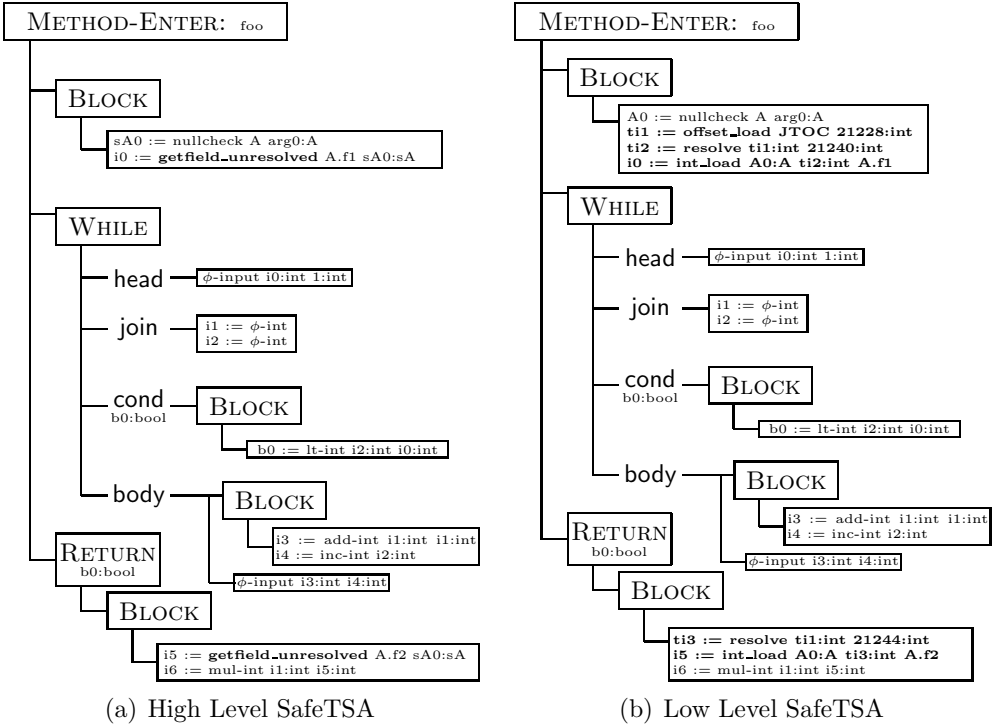 METHOD-ENTER: foo
BLOCK
sA0 := nullcheck A arg0:A
i0 := getfield_unresolved A.f1 sA0:sA
WHILE
head
ϕ-input i0:int 1:int
join
i1 := ϕ-int
i2 := ϕ-int
cond
b0:bool
BLOCK
b0 := lt-int i2:int i0:int
body
BLOCK
i3 := add-int i1:int i1:int
i4 := inc-int i2:int
ϕ-input i3:int i4:int
RETURN
b0:bool
BLOCK
i5 := getfield_unresolved A.f2 sA0:sA
i6 := mul-int i1:int i5:int
(a) High Level SafeTSA
METHOD-ENTER: foo
BLOCK
A0 := nullcheck A arg0:A
ti1 := offset_load JTOC 21228:int
ti2 := resolve ti1:int 21240:int
i0 := int_load A0:A ti2:int A.f1
WHILE
head
ϕ-input i0:int 1:int
join
i1 := ϕ-int
i2 := ϕ-int
cond
b0:bool
BLOCK
b0 := lt-int i2:int i0:int
body
BLOCK
i3 := add-int i1:int i1:int
i4 := inc-int i2:int
ϕ-input i3:int i4:int
RETURN
b0:bool
BLOCK
ti3 := resolve ti1:int 21244:int
i5 := int_load A0:A ti3:int A.f2
i6 := mul-int i1:int i5:int
(b) Low Level SafeTSA